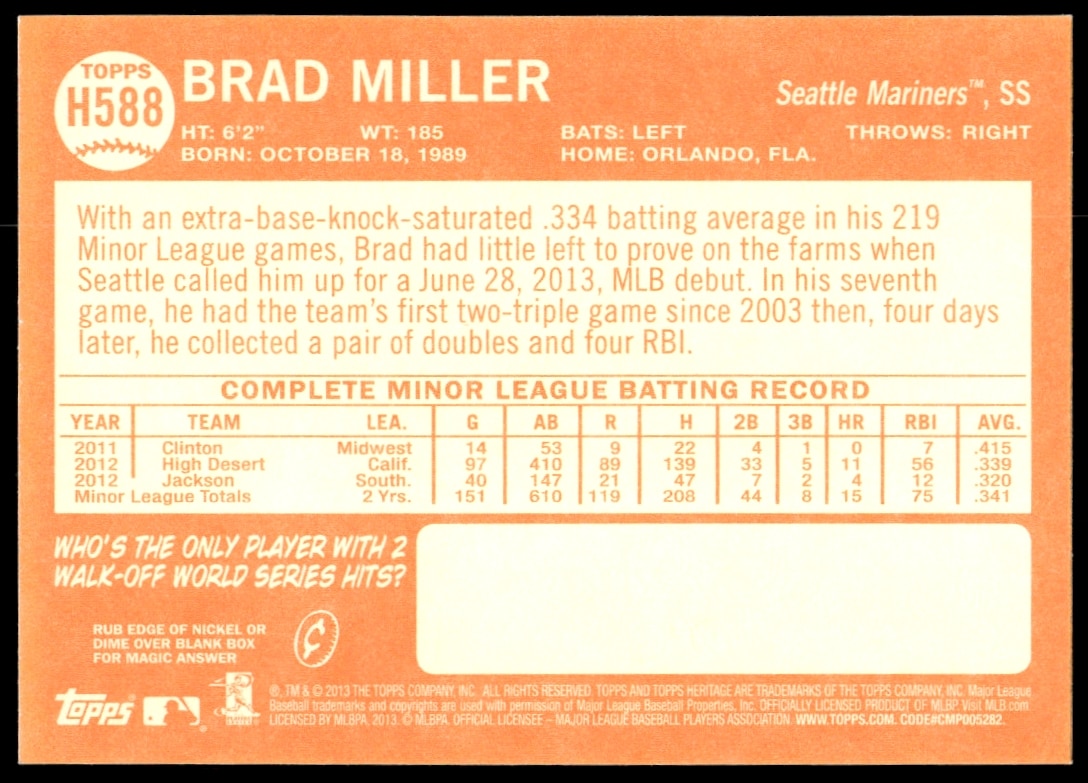 TOPPS
H588
BRAD MILLER
Seattle Mariners™, SS
HT: 6'2" WT: 185 BATS: LEFT THROWS: RIGHT
BORN: OCTOBER 18, 1989 HOME: ORLANDO, FLA.
With an extra-base-knock-saturated .334 batting average in his 219
Minor League games, Brad had little left to prove on the farms when
Seattle called him up for a June 28, 2013, MLB debut. In his seventh
game, he had the team's first two-triple game since 2003 then, four days
later, he collected a pair of doubles and four RBI.
COMPLETE MINOR LEAGUE BATTING RECORD
YEAR TEAM LEA. G AB R H 2B 3B HR RBI AVG.
2011 Clinton Midwest 14 53 9 22 4 1 0 7 .415
2012 High Desert Calif. 97 410 89 139 33 5 11 56 .339
2012 Jackson South. 40 147 21 47 7 2 4 12 .320
Minor League Totals 2 Yrs. 151 610 119 208 44 8 15 75 .341
WHO'S THE ONLY PLAYER WITH 2
WALK-OFF WORLD SERIES HITS?
RUB EDGE OF NICKEL OR
DIME OVER BLANK BOX
FOR MAGIC ANSWER
¢
topps®
®, TM & © 2013 THE TOPPS COMPANY, INC. ALL RIGHTS RESERVED. TOPPS AND TOPPS HERITAGE ARE TRADEMARKS OF THE TOPPS COMPANY, INC. Major League
Baseball trademarks and copyrights are used with permission of Major League Baseball Properties, Inc. OFFICIALLY LICENSED PRODUCT OF MLBP Visit MLB.com
LICENSED BY MLBPA. 2013. © MLBPA. OFFICIAL LICENSEE – MAJOR LEAGUE BASEBALL PLAYERS ASSOCIATION. WWW.TOPPS.COM. CODE#CMP005282.